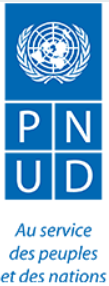 P N
U D
Au service
des peuples
et des nations